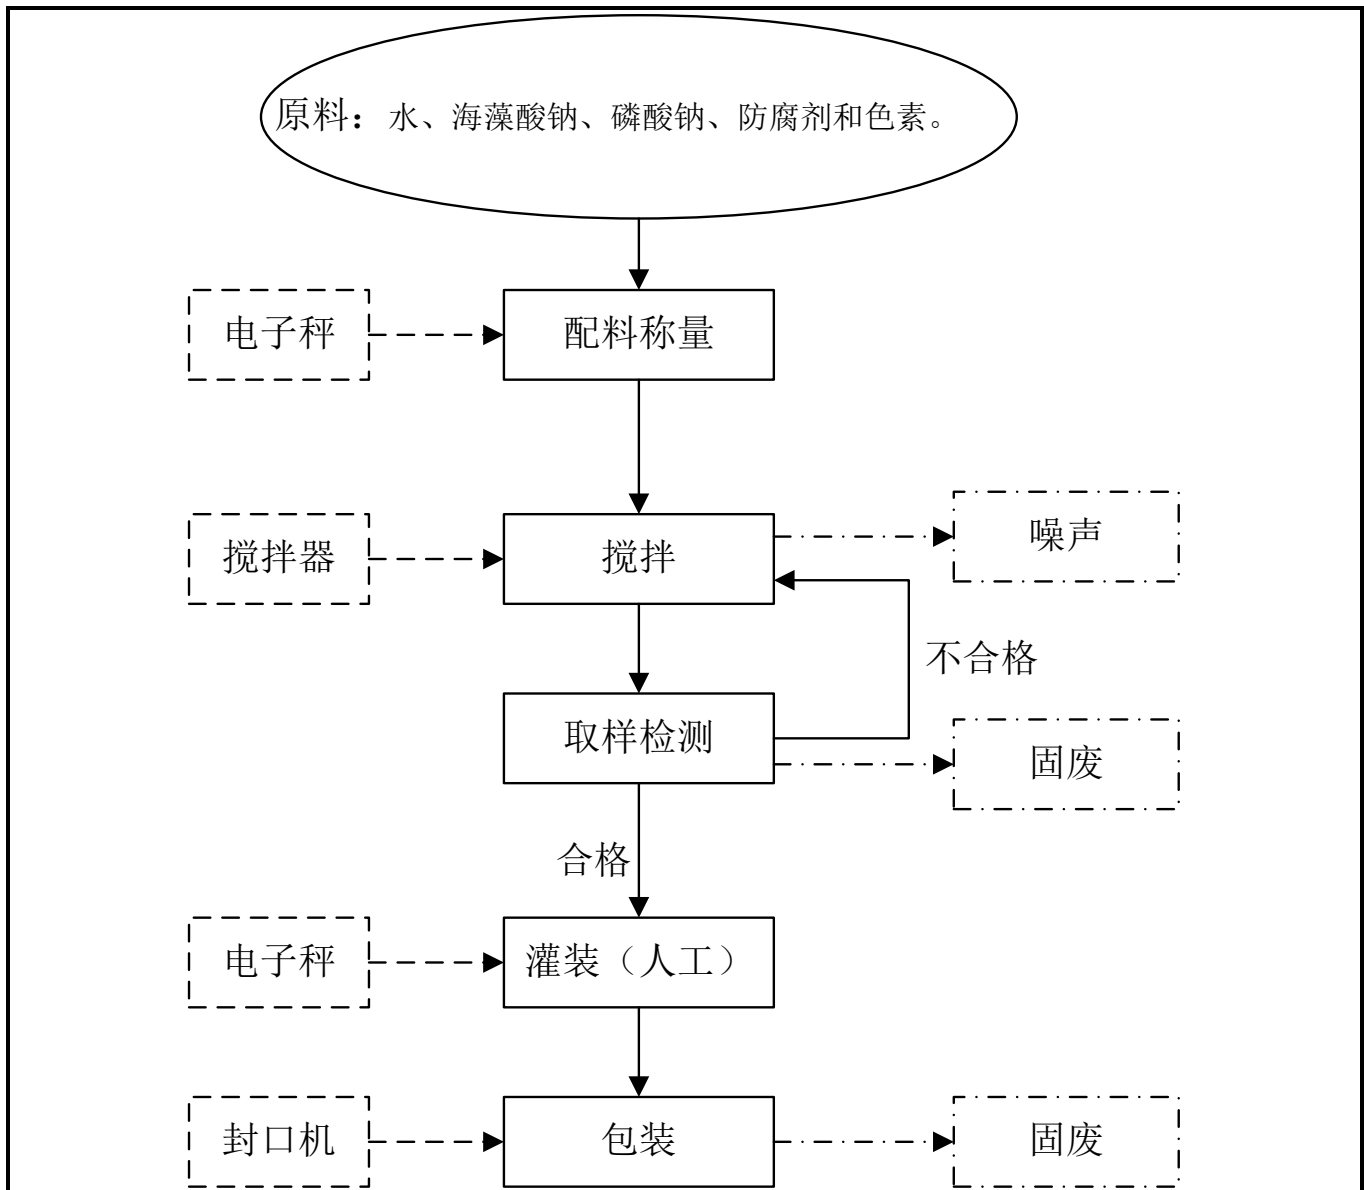 原料：水、海藻酸钠、磷酸钠、防腐剂和色素。
电子秤
配料称量
搅拌器
搅拌
噪声
不合格
取样检测
固废
合格
电子秤
灌装（人工）
封口机
包装
固废